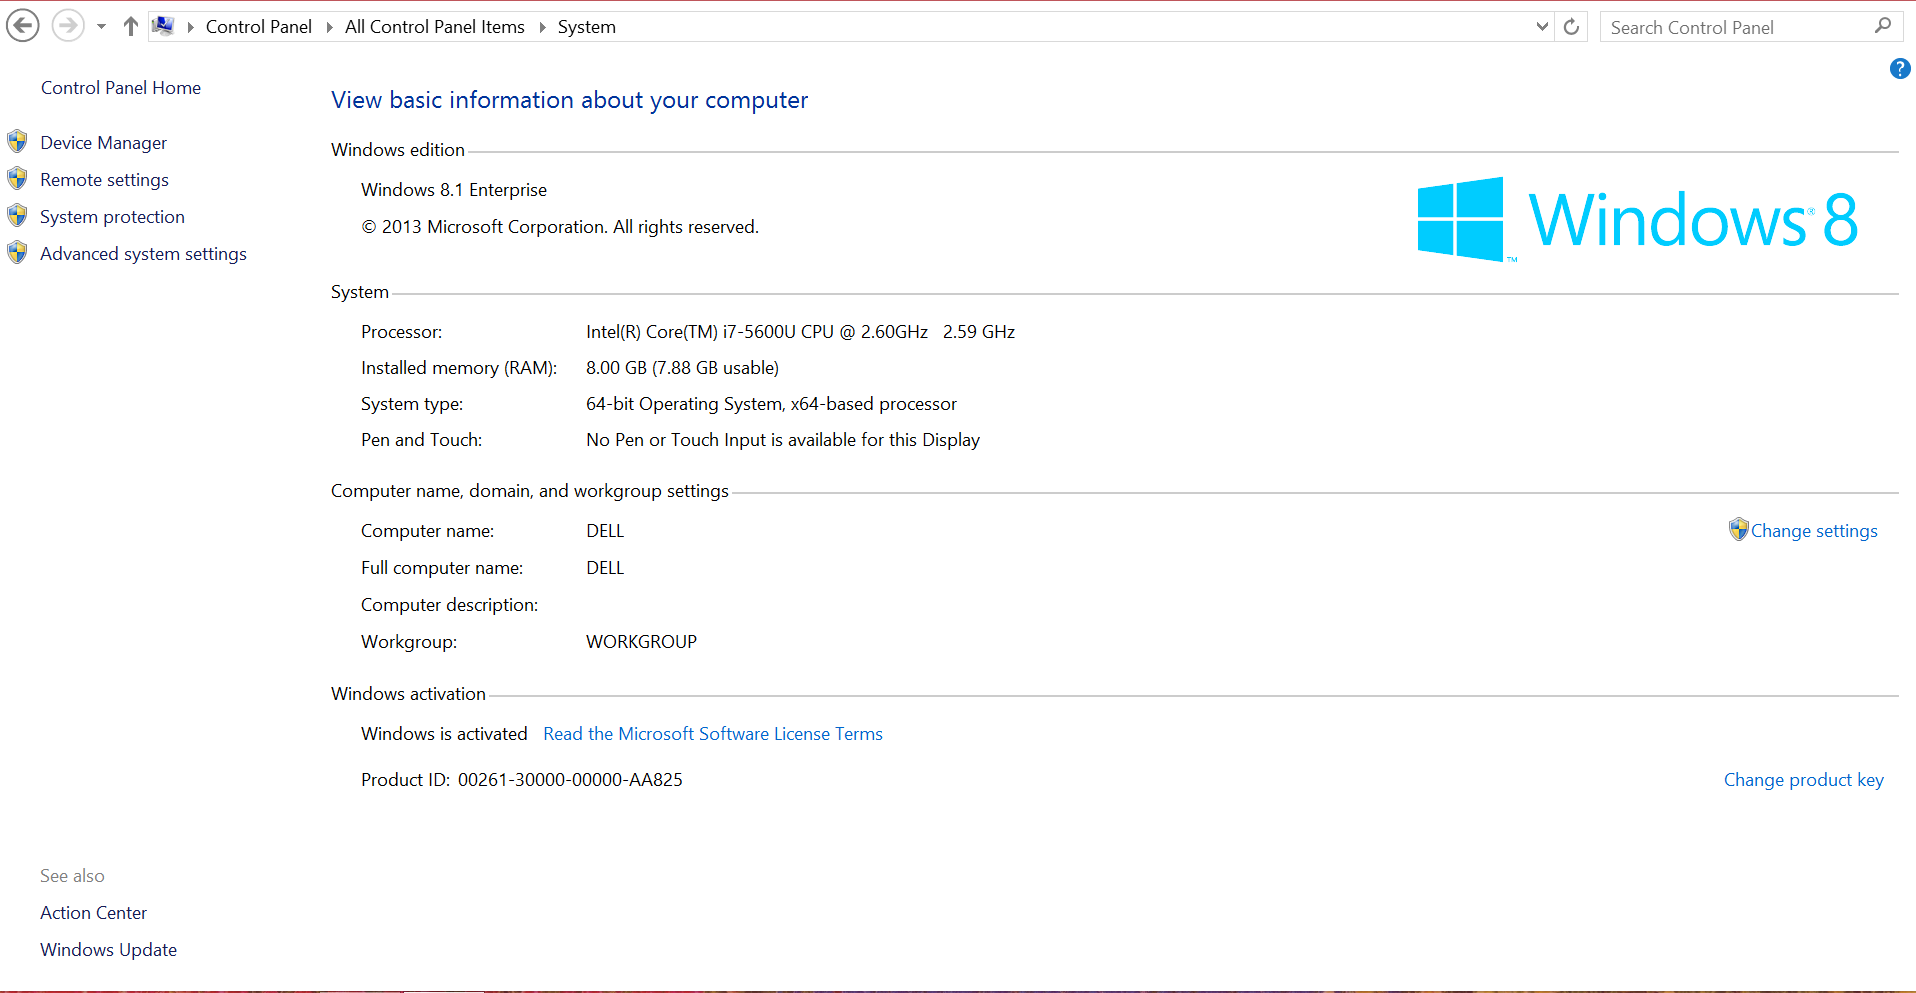 Control Panel All Control Panel Items System
Search Control Panel
?
Control Panel Home
Device Manager
Remote settings
System protection
Advanced system settings
View basic information about your computer
Windows edition
Windows 8.1 Enterprise
© 2013 Microsoft Corporation. All rights reserved.
Windows® 8
™
System
Processor: Intel(R) Core(TM) i7-5600U CPU @ 2.60GHz 2.59 GHz
Installed memory (RAM): 8.00 GB (7.88 GB usable)
System type: 64-bit Operating System, x64-based processor
Pen and Touch: No Pen or Touch Input is available for this Display
Computer name, domain, and workgroup settings
Computer name: DELL
Change settings
Full computer name: DELL
Computer description:
Workgroup: WORKGROUP
Windows activation
Windows is activated Read the Microsoft Software License Terms
Product ID: 00261-30000-00000-AA825
Change product key
See also
Action Center
Windows Update